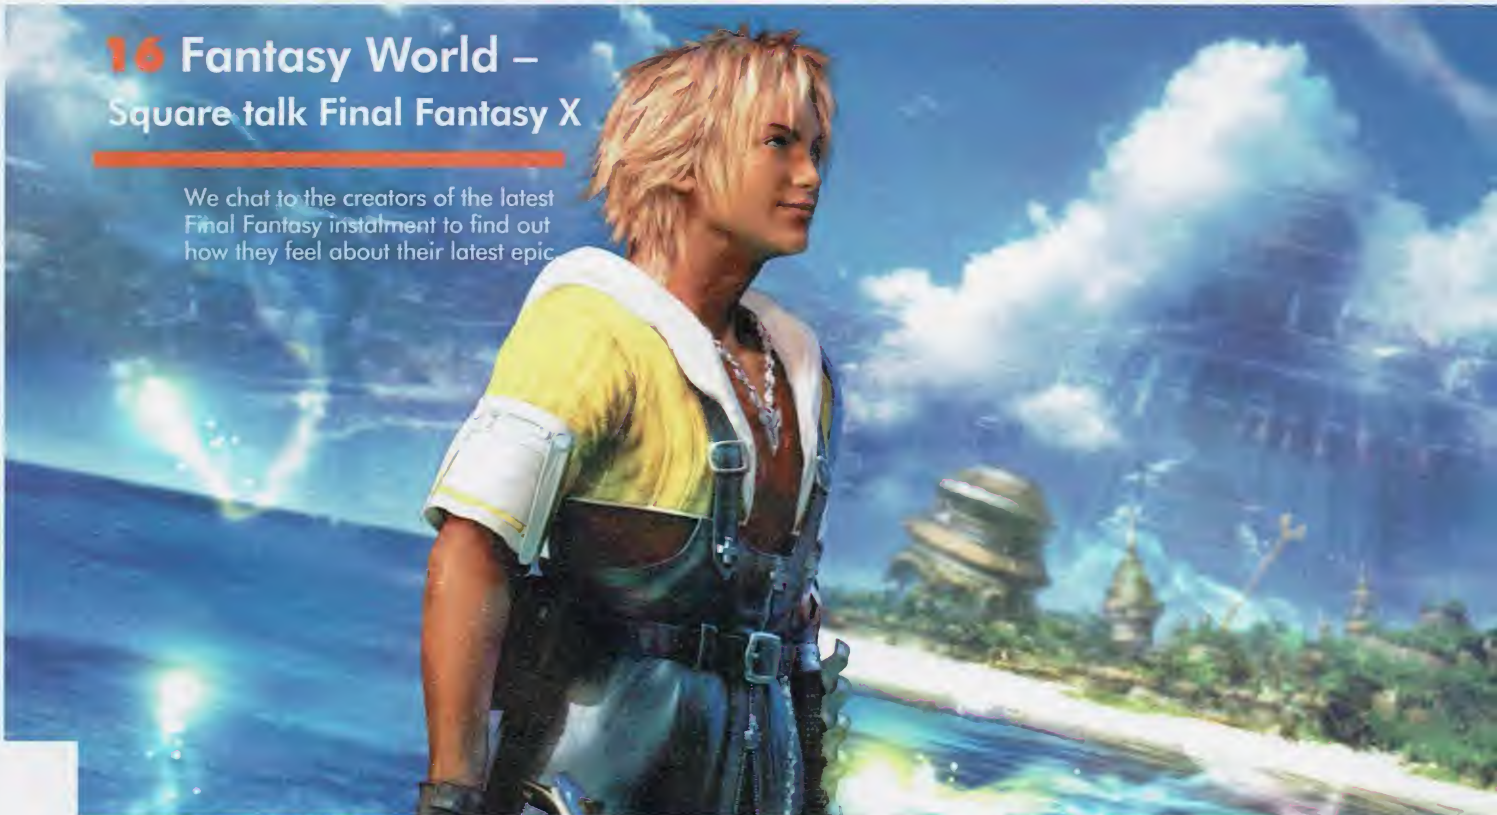 16 Fantasy World –
Square talk Final Fantasy X
We chat to the creators of the latest
Final Fantasy instalment to find out
how they feel about their latest epic.